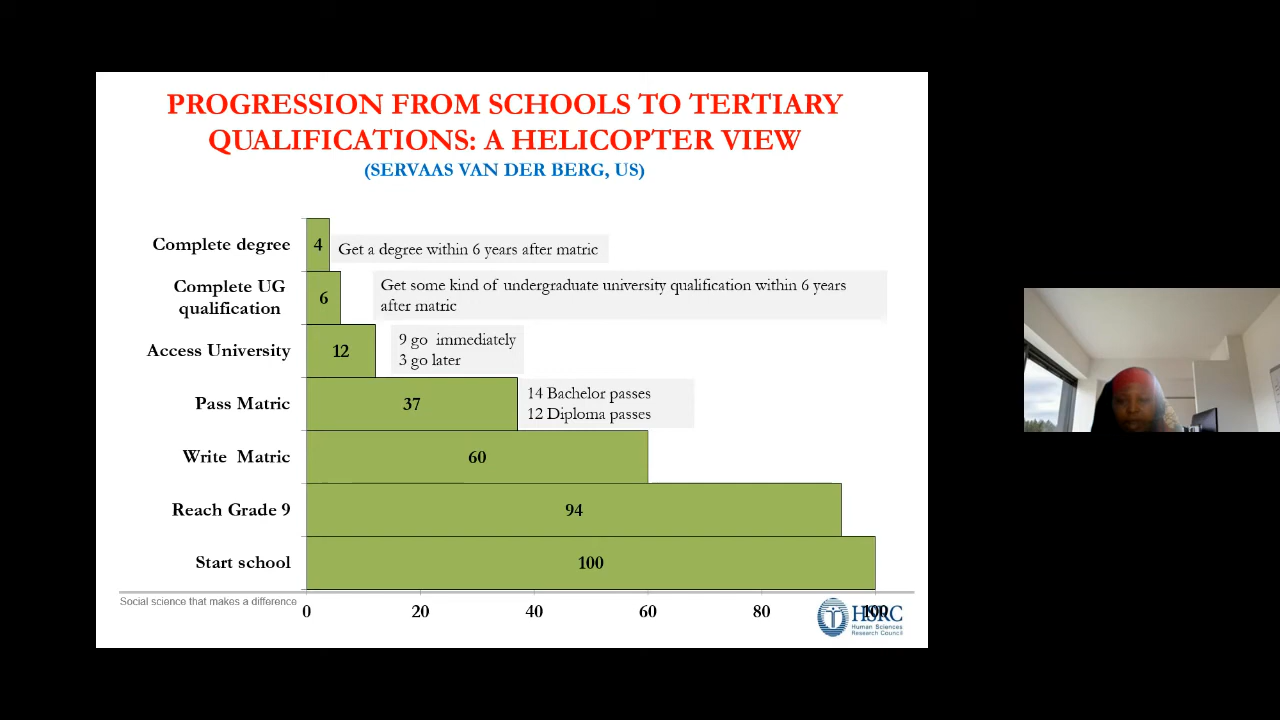 PROGRESSION FROM SCHOOLS TO TERTIARY
QUALIFICATIONS: A HELICOPTER VIEW
(SERVAAS VAN DER BERG, US)
Complete degree
4
Get a degree within 6 years after matric
Complete UG
qualification
6
Get some kind of undergraduate university qualification within 6 years
after matric
Access University
12
9 go immediately
3 go later
Pass Matric
37
14 Bachelor passes
12 Diploma passes
Write Matric
60
Reach Grade 9
94
Start school
100
Social science that makes a difference
0 20 40 60 80 100
HSRC
Human Sciences
Research Council